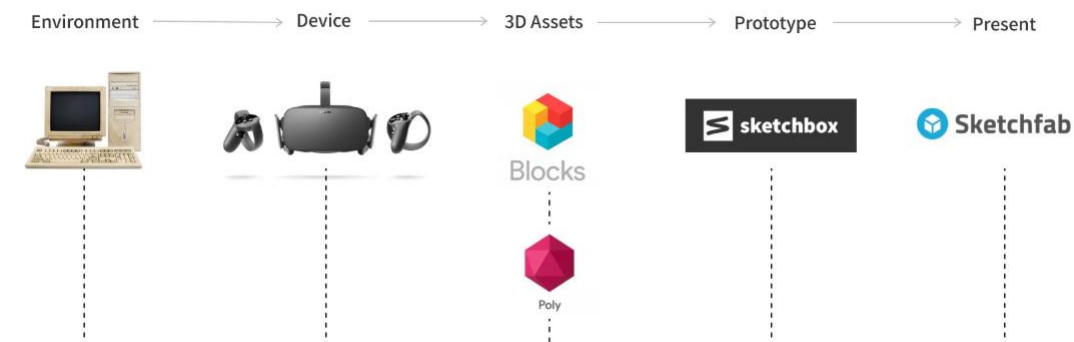 Environment
Device
3D Assets
Prototype
Present
Blocks
sketchbox
Sketchfab
Poly